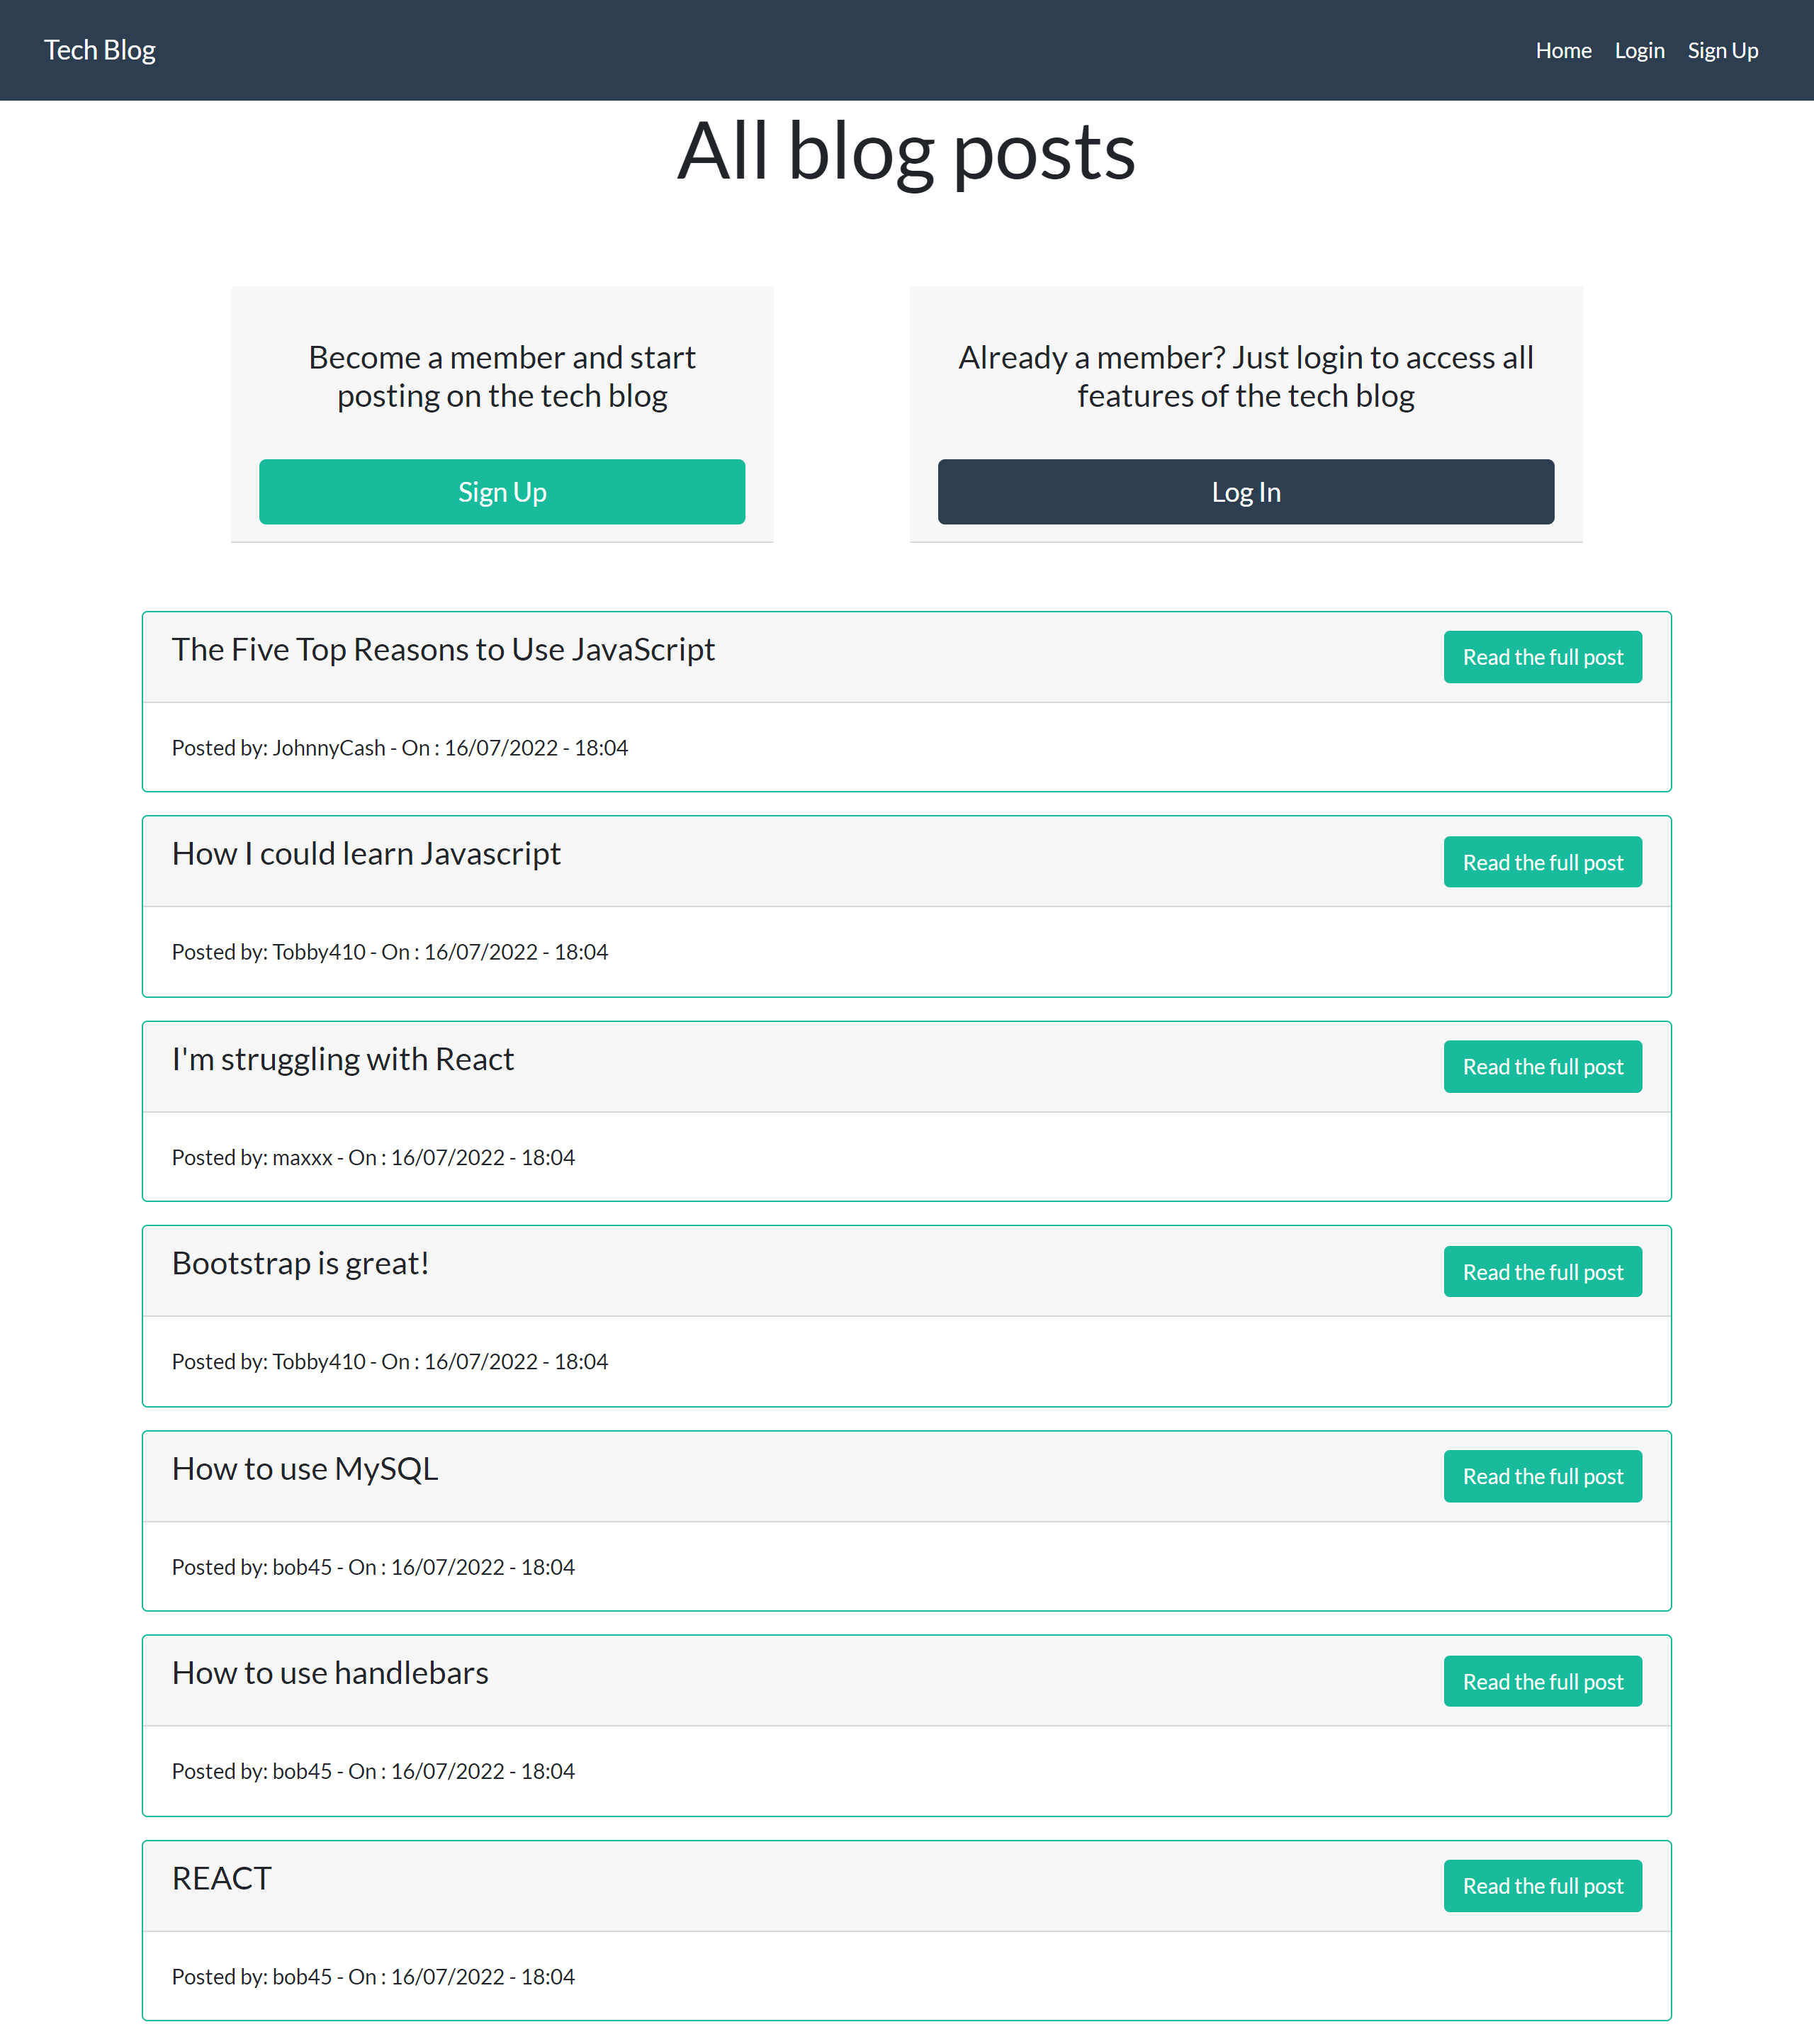 Tech Blog
Home Login Sign Up
All blog posts
Become a member and start
posting on the tech blog
Sign Up
Already a member? Just login to access all
features of the tech blog
Log In
The Five Top Reasons to Use JavaScript
Read the full post
Posted by: JohnnyCash - On : 16/07/2022 - 18:04
How I could learn Javascript
Read the full post
Posted by: Tobby410 - On : 16/07/2022 - 18:04
I'm struggling with React
Read the full post
Posted by: maxxx - On : 16/07/2022 - 18:04
Bootstrap is great!
Read the full post
Posted by: Tobby410 - On : 16/07/2022 - 18:04
How to use MySQL
Read the full post
Posted by: bob45 - On : 16/07/2022 - 18:04
How to use handlebars
Read the full post
Posted by: bob45 - On : 16/07/2022 - 18:04
REACT
Read the full post
Posted by: bob45 - On : 16/07/2022 - 18:04